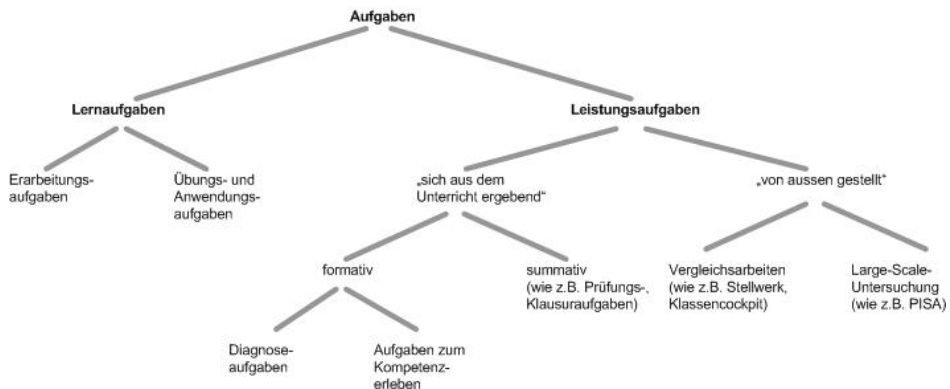 Aufgaben
Lernaufgaben
Leistungsaufgaben
Erarbeitungs-
aufgaben
Übungs- und
Anwendungs-
aufgaben
„sich aus dem
Unterricht ergebend“
„von aussen gestellt“
formativ
summativ
(wie z.B. Prüfungs-,
Klausuraufgaben)
Vergleichsarbeiten
(wie z.B. Stellwerk,
Klassencockpit)
Large-Scale-
Untersuchung
(wie z.B. PISA)
Diagnose-
aufgaben
Aufgaben zum
Kompetenz-
erleben